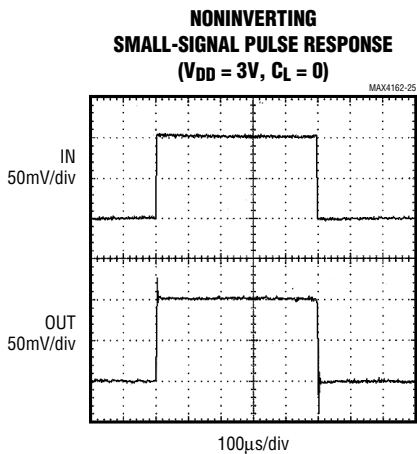 NONINVERTING
SMALL-SIGNAL PULSE RESPONSE
(VDD = 3V, CL = 0)
MAX4162-25
IN
50mV/div
OUT
50mV/div
100µs/div